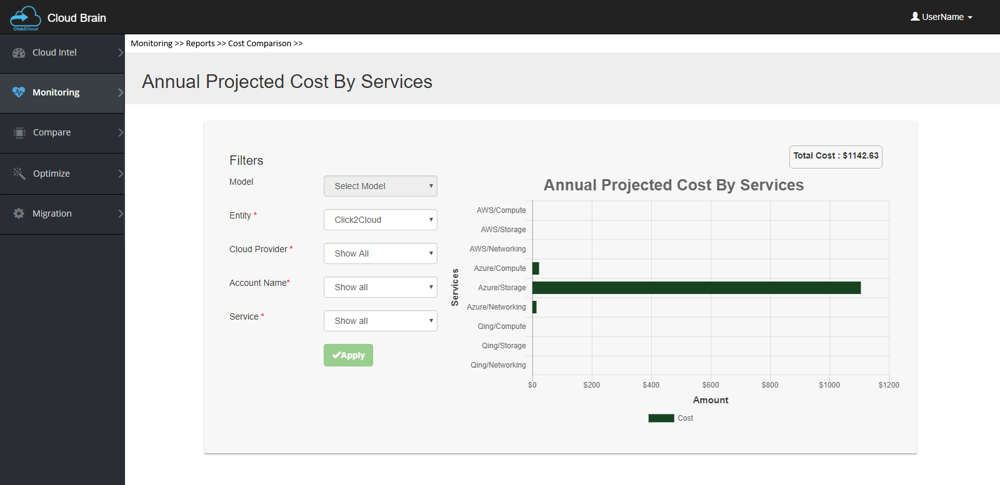 Click2Cloud
Cloud Brain
UserName
Cloud Intel
Monitoring
Compare
Optimize
Migration
Monitoring >> Reports >> Cost Comparison >>
Annual Projected Cost By Services
Filters
Model
Select Model
Entity *
Click2Cloud
Cloud Provider *
Show All
Account Name*
Show all
Service *
Show all
Apply
Total Cost : $1142.63
Annual Projected Cost By Services
Services
AWS/Compute
AWS/Storage
AWS/Networking
Azure/Compute
Azure/Storage
Azure/Networking
Qing/Compute
Qing/Storage
Qing/Networking
$0 $200 $400 $600 $800 $1000 $1200
Amount
Cost